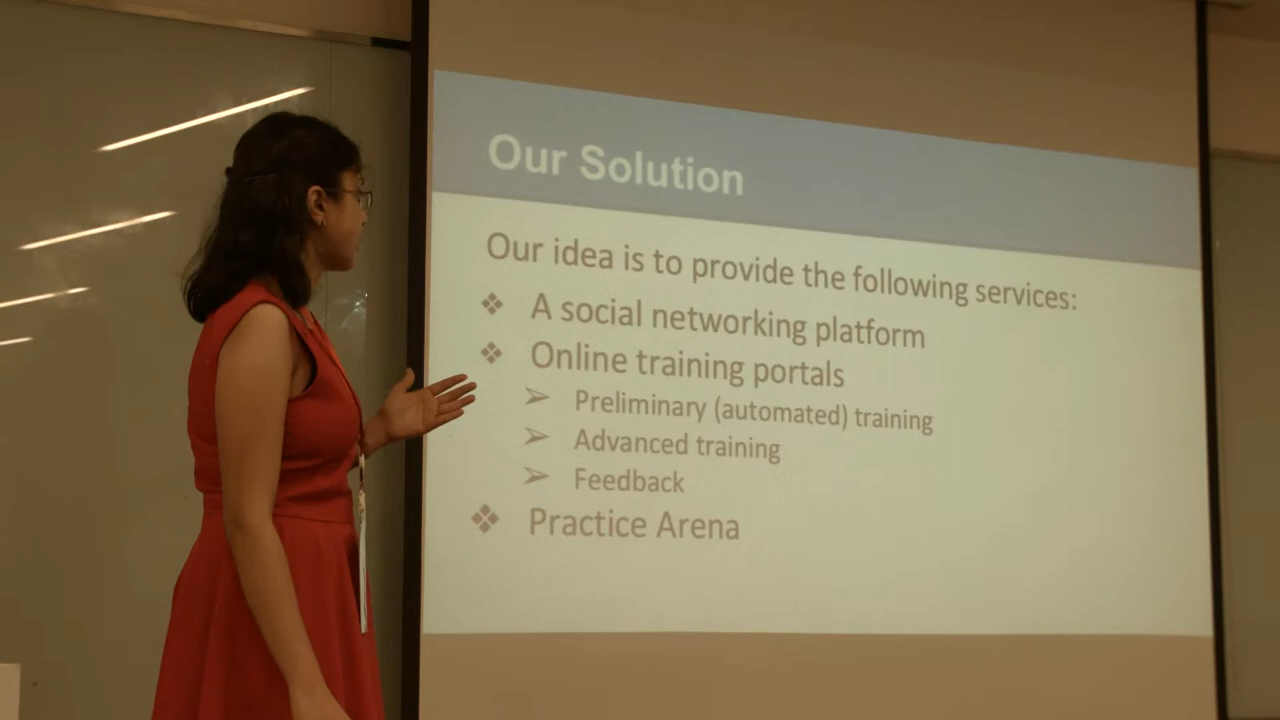 Our Solution
Our idea is to provide the following services:
❖ A social networking platform
❖ Online training portals
➢ Preliminary (automated) training
➢ Advanced training
➢ Feedback
❖ Practice Arena